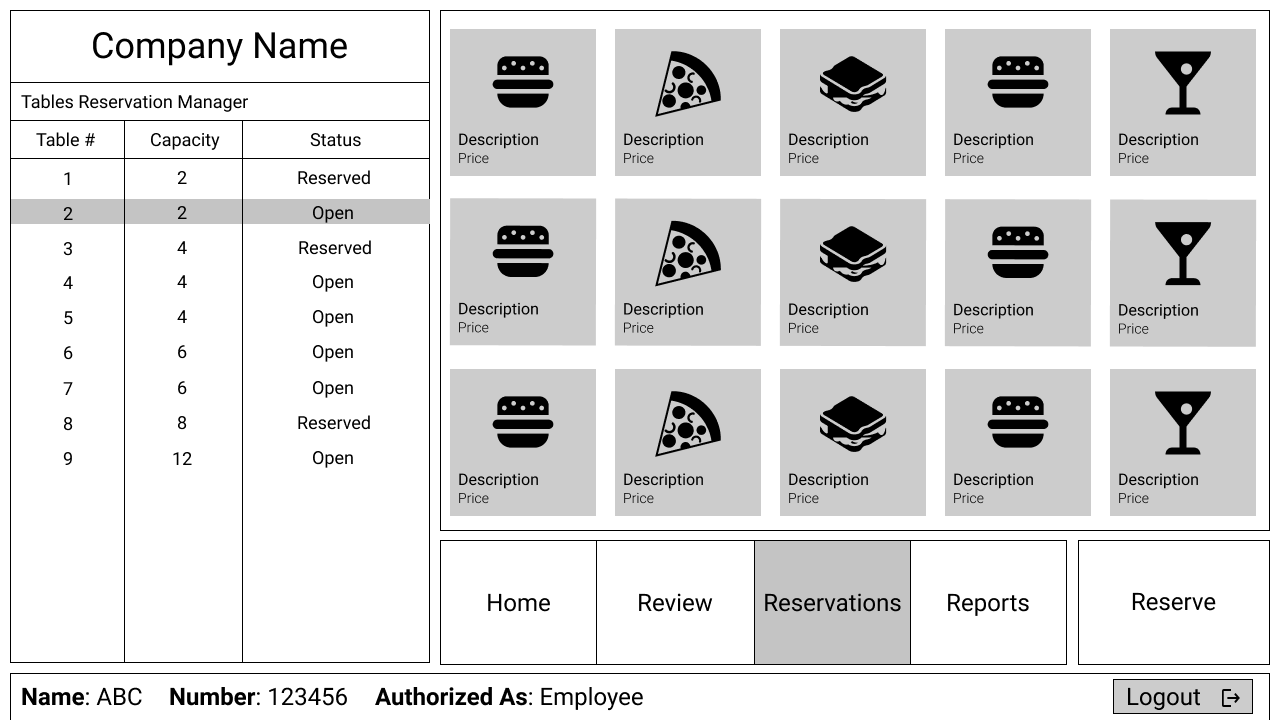 Company Name
Tables Reservation Manager
Table # Capacity Status
1 2 Reserved
2 2 Open
3 4 Reserved
4 4 Open
5 4 Open
6 6 Open
7 6 Open
8 8 Reserved
9 12 Open
Description Description Description Description Description
Price Price Price Price Price
Description Description Description Description Description
Price Price Price Price Price
Description Description Description Description Description
Price Price Price Price Price
Home Review Reservations Reports Reserve
Name: ABC Number: 123456 Authorized As: Employee Logout